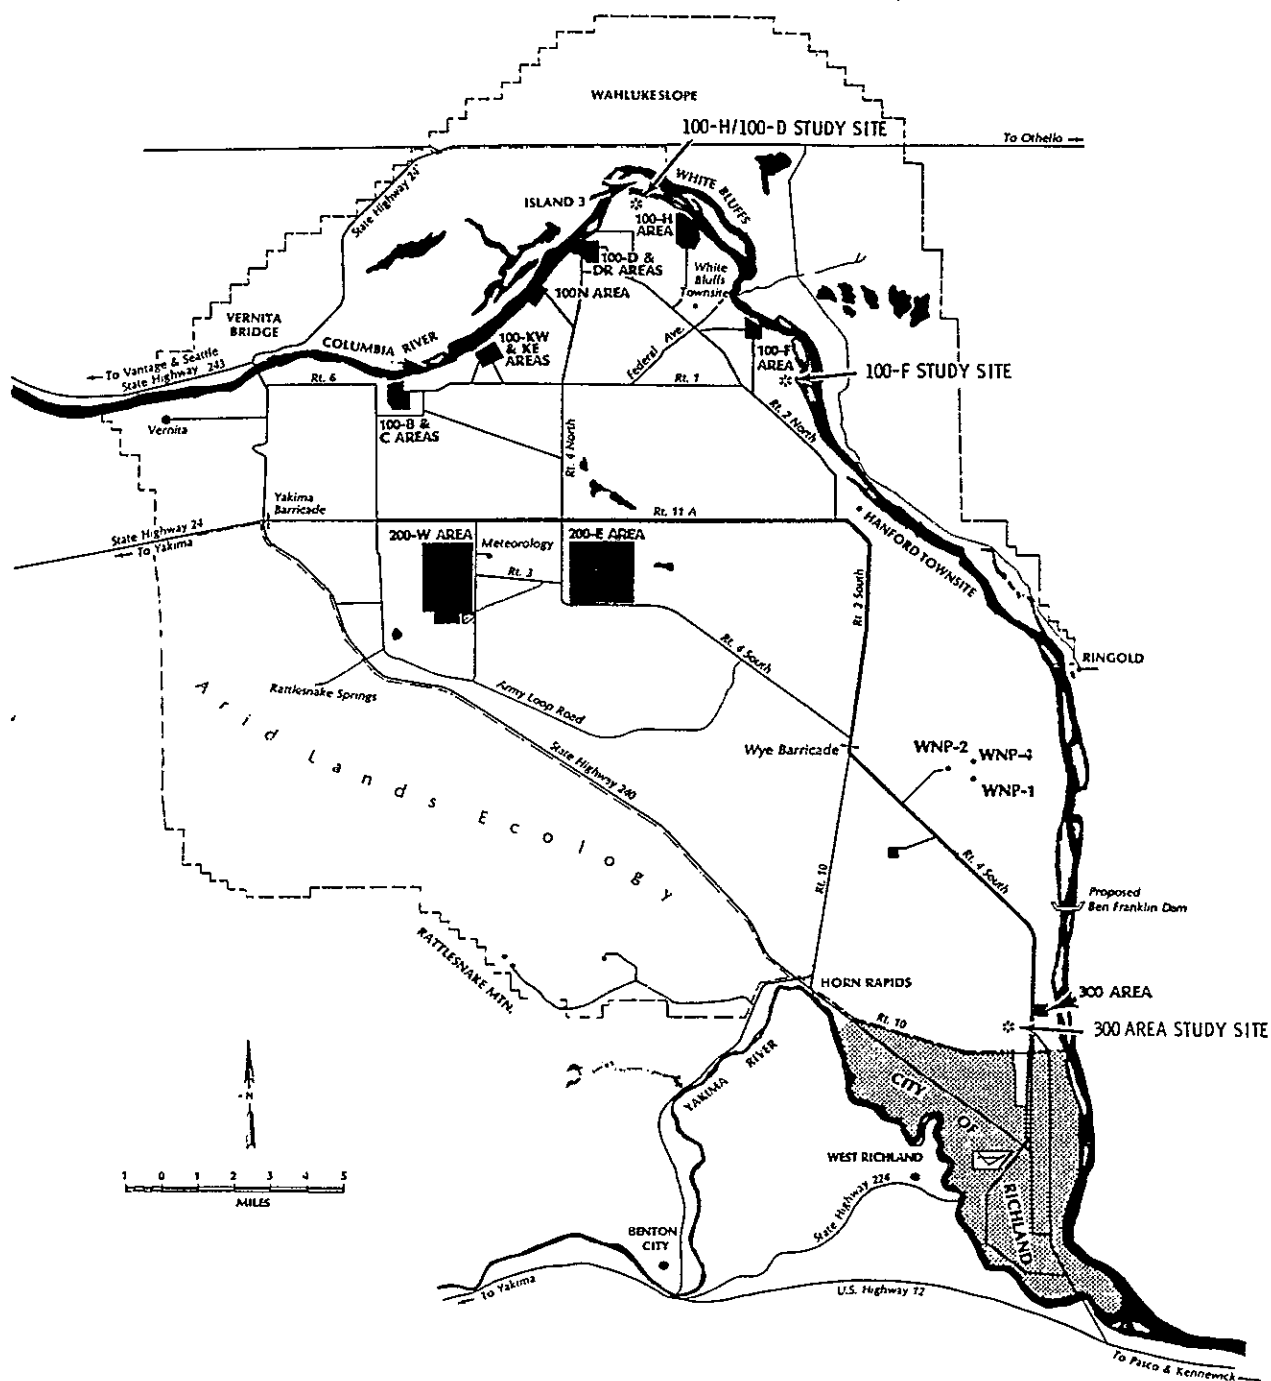 WAHLUKE SLOPE
100-H/100-D STUDY SITE
To Othello
State Highway 24
ISLAND 3
WHITE BLUFFS
100-H
AREA
100-D &
DR AREAS
White
Bluffs
Townsite
100N AREA
VERNITA
BRIDGE
COLUMBIA RIVER
100-KW
& KE
AREAS
Federal Ave.
100-F
AREA
To Vantage & Seattle
State Highway 243
100-F STUDY SITE
Rt. 6
Rt. 1
Vernita
100-B &
C AREAS
Rt. 4 North
Rt. 2 North
Yakima
Barricade
Rt. 11 A
HANFORD TOWNSITE
State Highway 24
To Yakima
200-W AREA
Meteorology
200-E AREA
Rt. 3
Rt 2 South
Rt. 4 South
RINGOLD
Rattlesnake Springs
Army Loop Road
Wye Barricade
WNP-2
WNP-4
WNP-1
State Highway 240
Arid Lands Ecology
Rt. 10
Rt. 4 South
Proposed
Ben Franklin Dam
RATTLESNAKE MTN.
HORN RAPIDS
300 AREA
Rt. 10
300 AREA STUDY SITE
N
YAKIMA RIVER
CITY OF RICHLAND
WEST RICHLAND
1 0 1 2 3 4 5
MILES
State Highway 224
BENTON
CITY
To Yakima
U.S. Highway 12
To Pasco & Kennewick